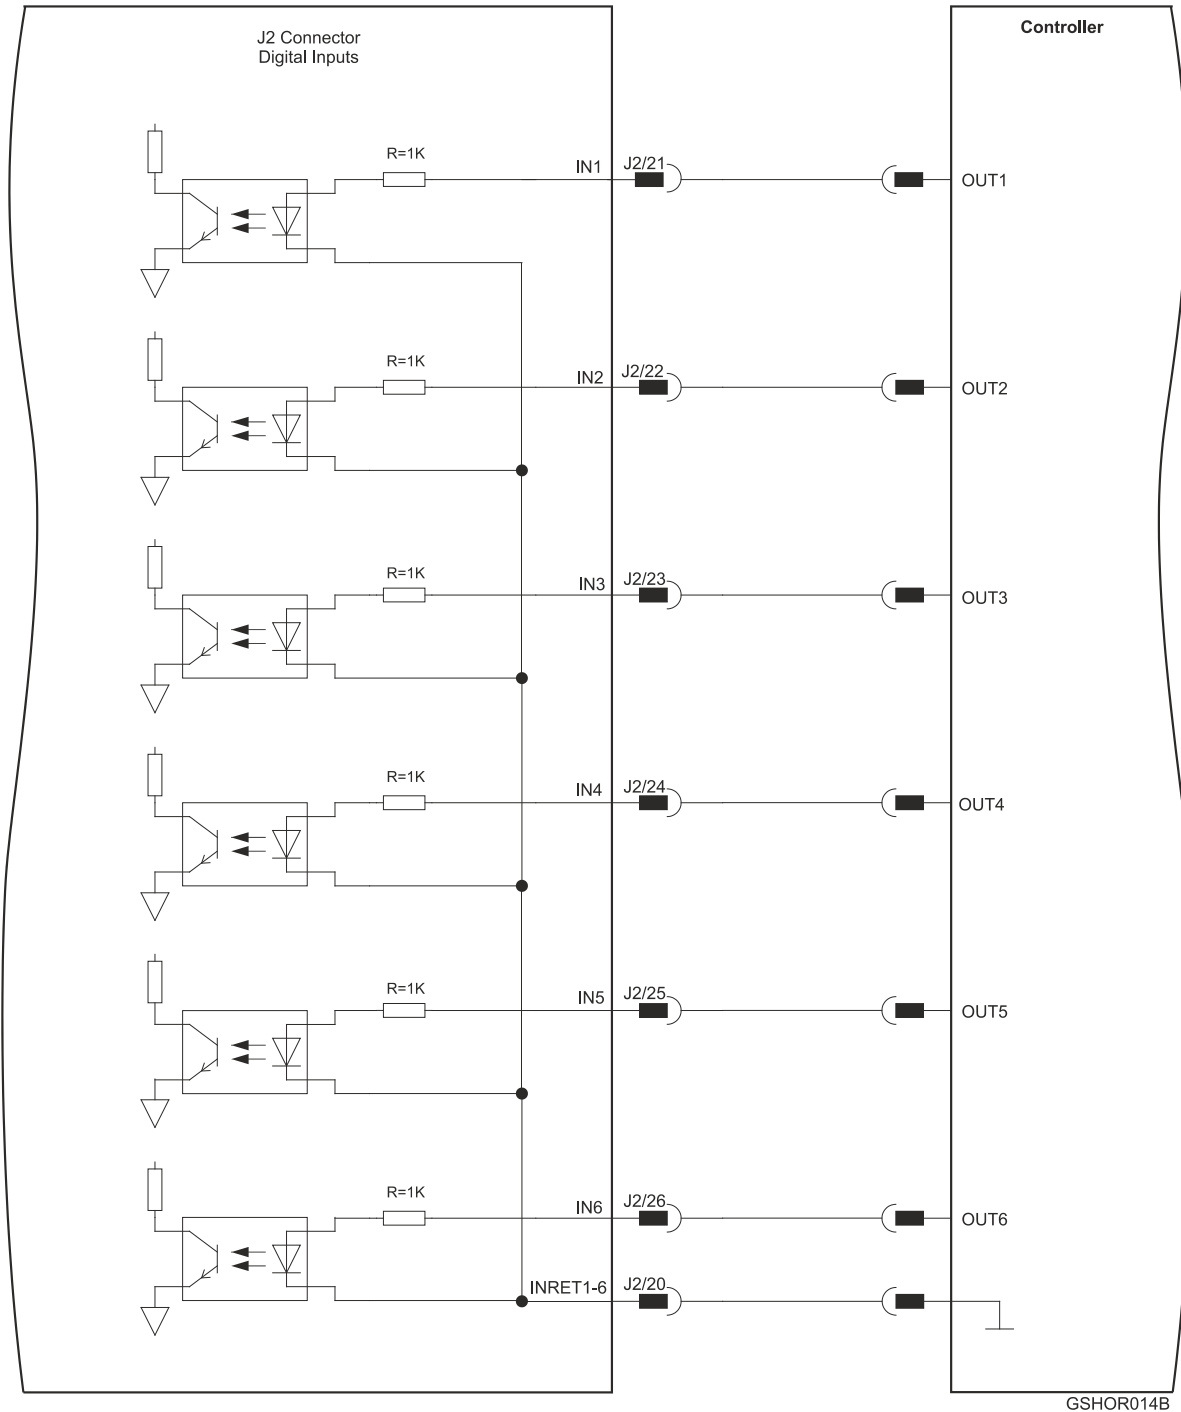 J2 Connector
Digital Inputs
Controller
R=1K
IN1
J2/21
OUT1
R=1K
IN2
J2/22
OUT2
R=1K
IN3
J2/23
OUT3
R=1K
IN4
J2/24
OUT4
R=1K
IN5
J2/25
OUT5
R=1K
IN6
J2/26
OUT6
INRET1-6
J2/20
GSHOR014B